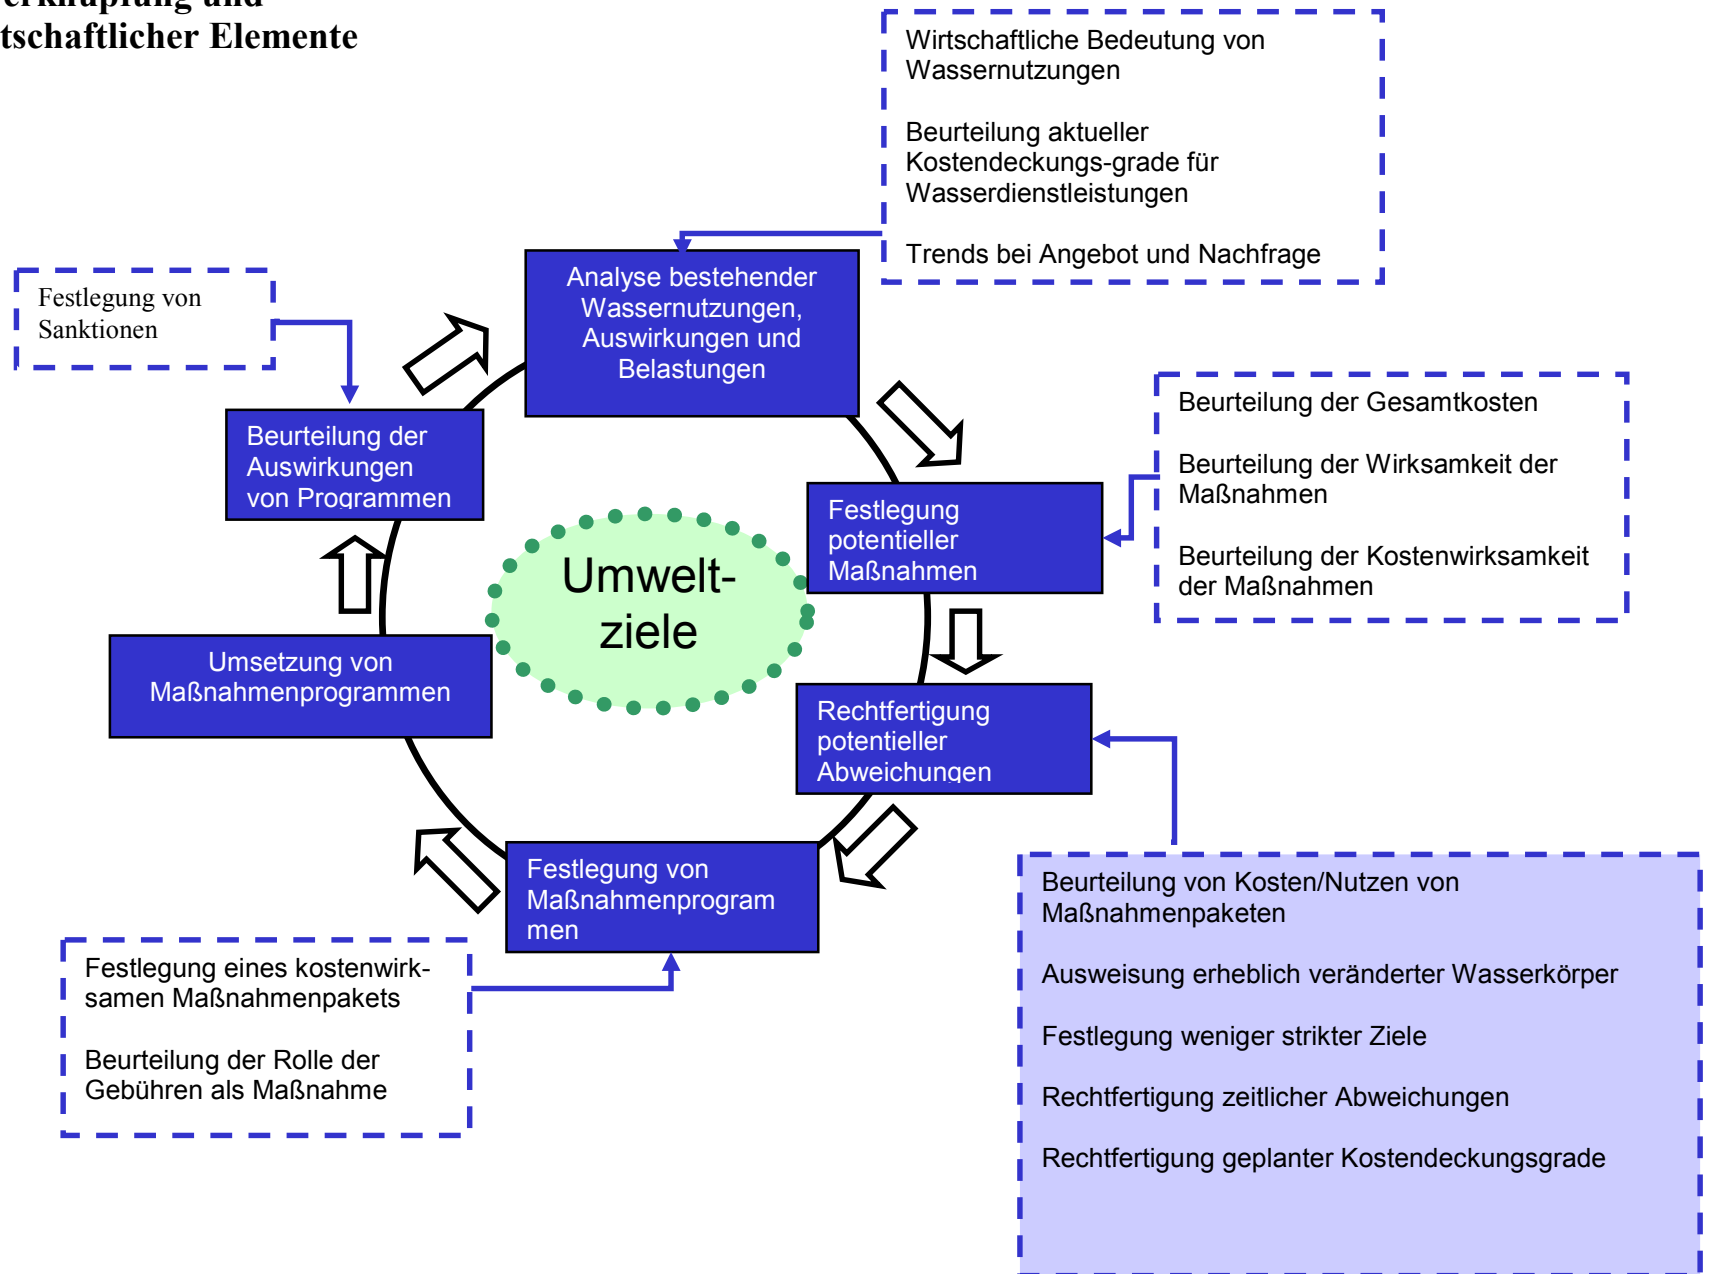 erknüpfung und
tschaftlicher Elemente
Wirtschaftliche Bedeutung von
Wassernutzungen
Beurteilung aktueller
Kostendeckungs-grade für
Wasserdienstleistungen
Trends bei Angebot und Nachfrage
Festlegung von
Sanktionen
Analyse bestehender
Wassernutzungen,
Auswirkungen und
Belastungen
Beurteilung der Gesamtkosten
Beurteilung der Wirksamkeit der
Maßnahmen
Beurteilung der Kostenwirksamkeit
der Maßnahmen
Beurteilung der
Auswirkungen
von Programmen
Festlegung
potentieller
Maßnahmen
Umwelt-
ziele
Umsetzung von
Maßnahmenprogrammen
Rechtfertigung
potentieller
Abweichungen
Festlegung von
Maßnahmenprogram
men
Beurteilung von Kosten/Nutzen von
Maßnahmenpaketen
Ausweisung erheblich veränderter Wasserkörper
Festlegung weniger strikter Ziele
Rechtfertigung zeitlicher Abweichungen
Rechtfertigung geplanter Kostendeckungsgrade
Festlegung eines kostenwirk-
samen Maßnahmenpakets
Beurteilung der Rolle der
Gebühren als Maßnahme